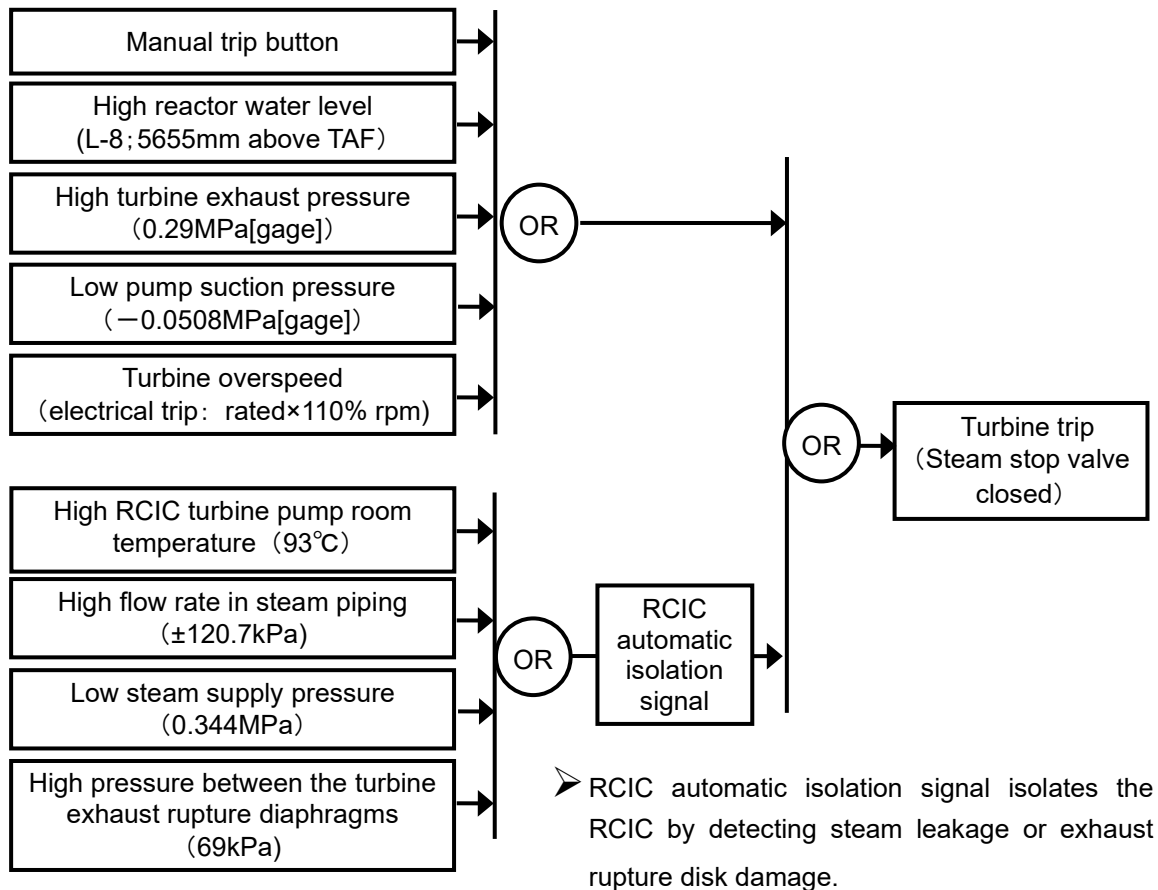 Manual trip button
High reactor water level
(L-8；5655mm above TAF）
High turbine exhaust pressure
（0.29MPa[gage]）
Low pump suction pressure
（－0.0508MPa[gage]）
Turbine overspeed
（electrical trip： rated×110% rpm)
OR
OR
Turbine trip
（Steam stop valve
closed）
High RCIC turbine pump room
temperature（93℃）
High flow rate in steam piping
（±120.7kPa)
Low steam supply pressure
（0.344MPa）
High pressure between the turbine
exhaust rupture diaphragms
（69kPa）
OR
RCIC
automatic
isolation
signal
➢ RCIC automatic isolation signal isolates the
RCIC by detecting steam leakage or exhaust
rupture disk damage.